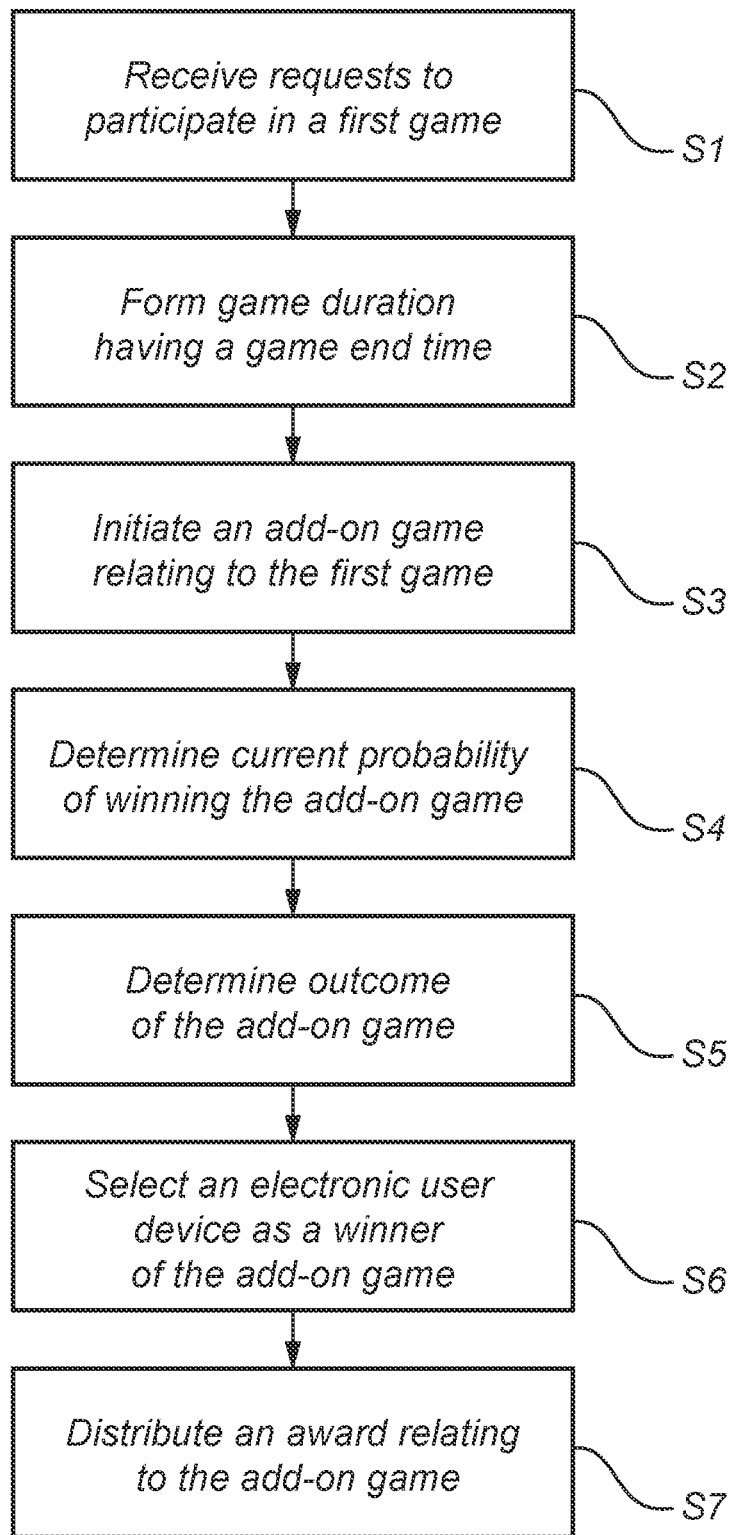 Receive requests to
participate in a first game
S1
Form game duration
having a game end time
S2
Initiate an add-on game
relating to the first game
S3
Determine current probability
of winning the add-on game
S4
Determine outcome
of the add-on game
S5
Select an electronic user
device as a winner
of the add-on game
S6
Distribute an award relating
to the add-on game
S7